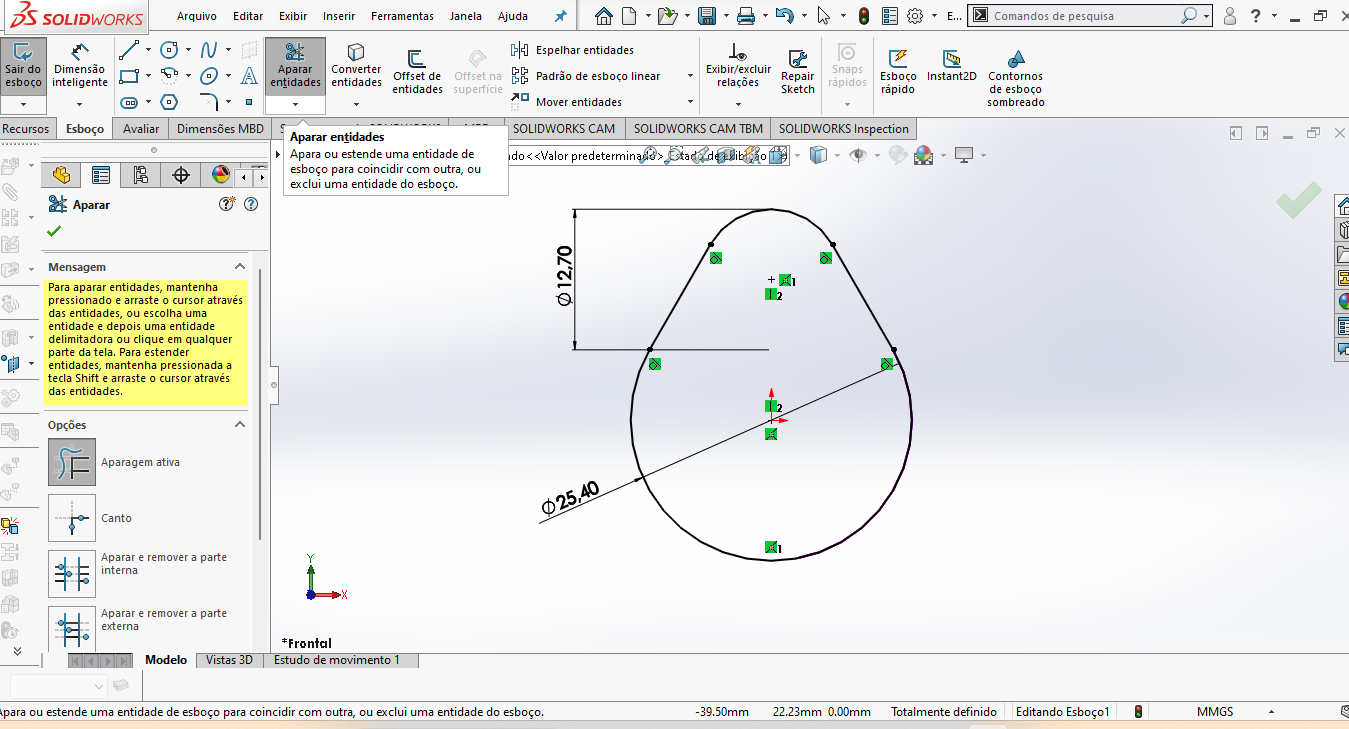 SOLIDWORKS
Arquivo Editar Exibir Inserir Ferramentas Janela Ajuda
E...
Comandos de pesquisa
?
Sair do
esboço
Dimensão
inteligente
Aparar
entidades
Converter
entidades
Offset de
entidades
Offset na
superfície
Espelhar entidades
Padrão de esboço linear
Mover entidades
Exibir/excluir
relações
Repair
Sketch
Snaps
rápidos
Esboço
rápido
Instant2D
Contornos
de esboço
sombreado
Recursos Esboço Avaliar Dimensões MBD SOLIDWORKS CAM SOLIDWORKS CAM TBM SOLIDWORKS Inspection
Aparar entidades
Apara ou estende uma entidade de
esboço para coincidir com outra, ou
exclui uma entidade do esboço.
Aparar
Mensagem
Para aparar entidades, mantenha
pressionado e arraste o cursor através
das entidades, ou escolha uma
entidade e depois uma entidade
delimitadora ou clique em qualquer
parte da tela. Para estender
entidades, mantenha pressionada a
tecla Shift e arraste o cursor através
das entidades.
Opções
Aparagem ativa
Canto
Aparar e remover a parte
interna
Aparar e remover a parte
externa
Ø12,70
1
2
2
Ø25,40
1
Y
X
*Frontal
Modelo Vistas 3D Estudo de movimento 1
Apara ou estende uma entidade de esboço para coincidir com outra, ou exclui uma entidade do esboço.
-39.50mm 22.23mm 0.00mm Totalmente definido Editando Esboço1 MMGS